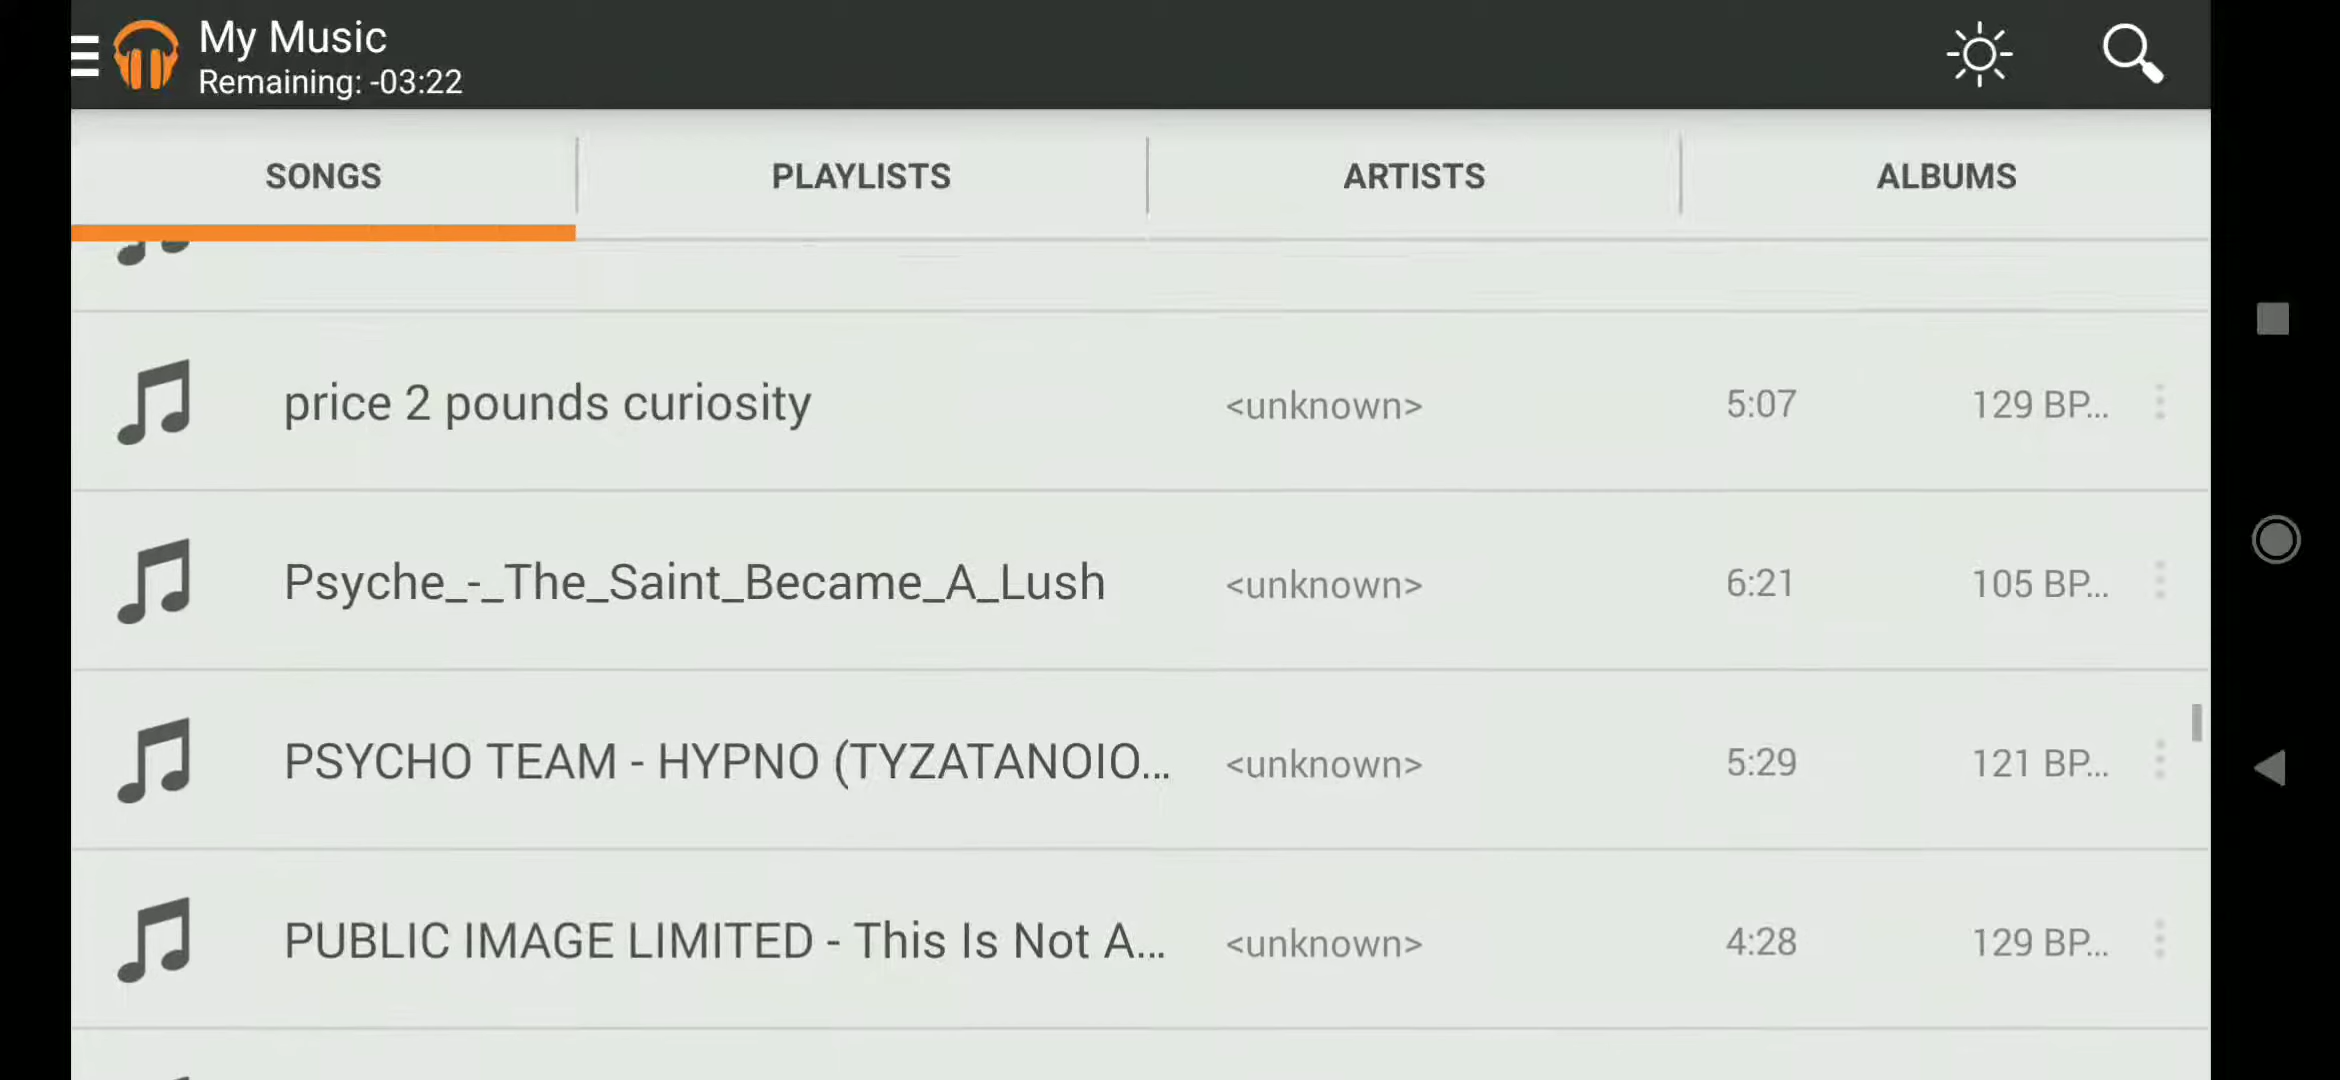 My Music
Remaining: -03:22
SONGS PLAYLISTS ARTISTS ALBUMS
price 2 pounds curiosity <unknown> 5:07 129 BP...
Psyche_-_The_Saint_Became_A_Lush <unknown> 6:21 105 BP...
PSYCHO TEAM - HYPNO (TYZATANOIO... <unknown> 5:29 121 BP...
PUBLIC IMAGE LIMITED - This Is Not A... <unknown> 4:28 129 BP...